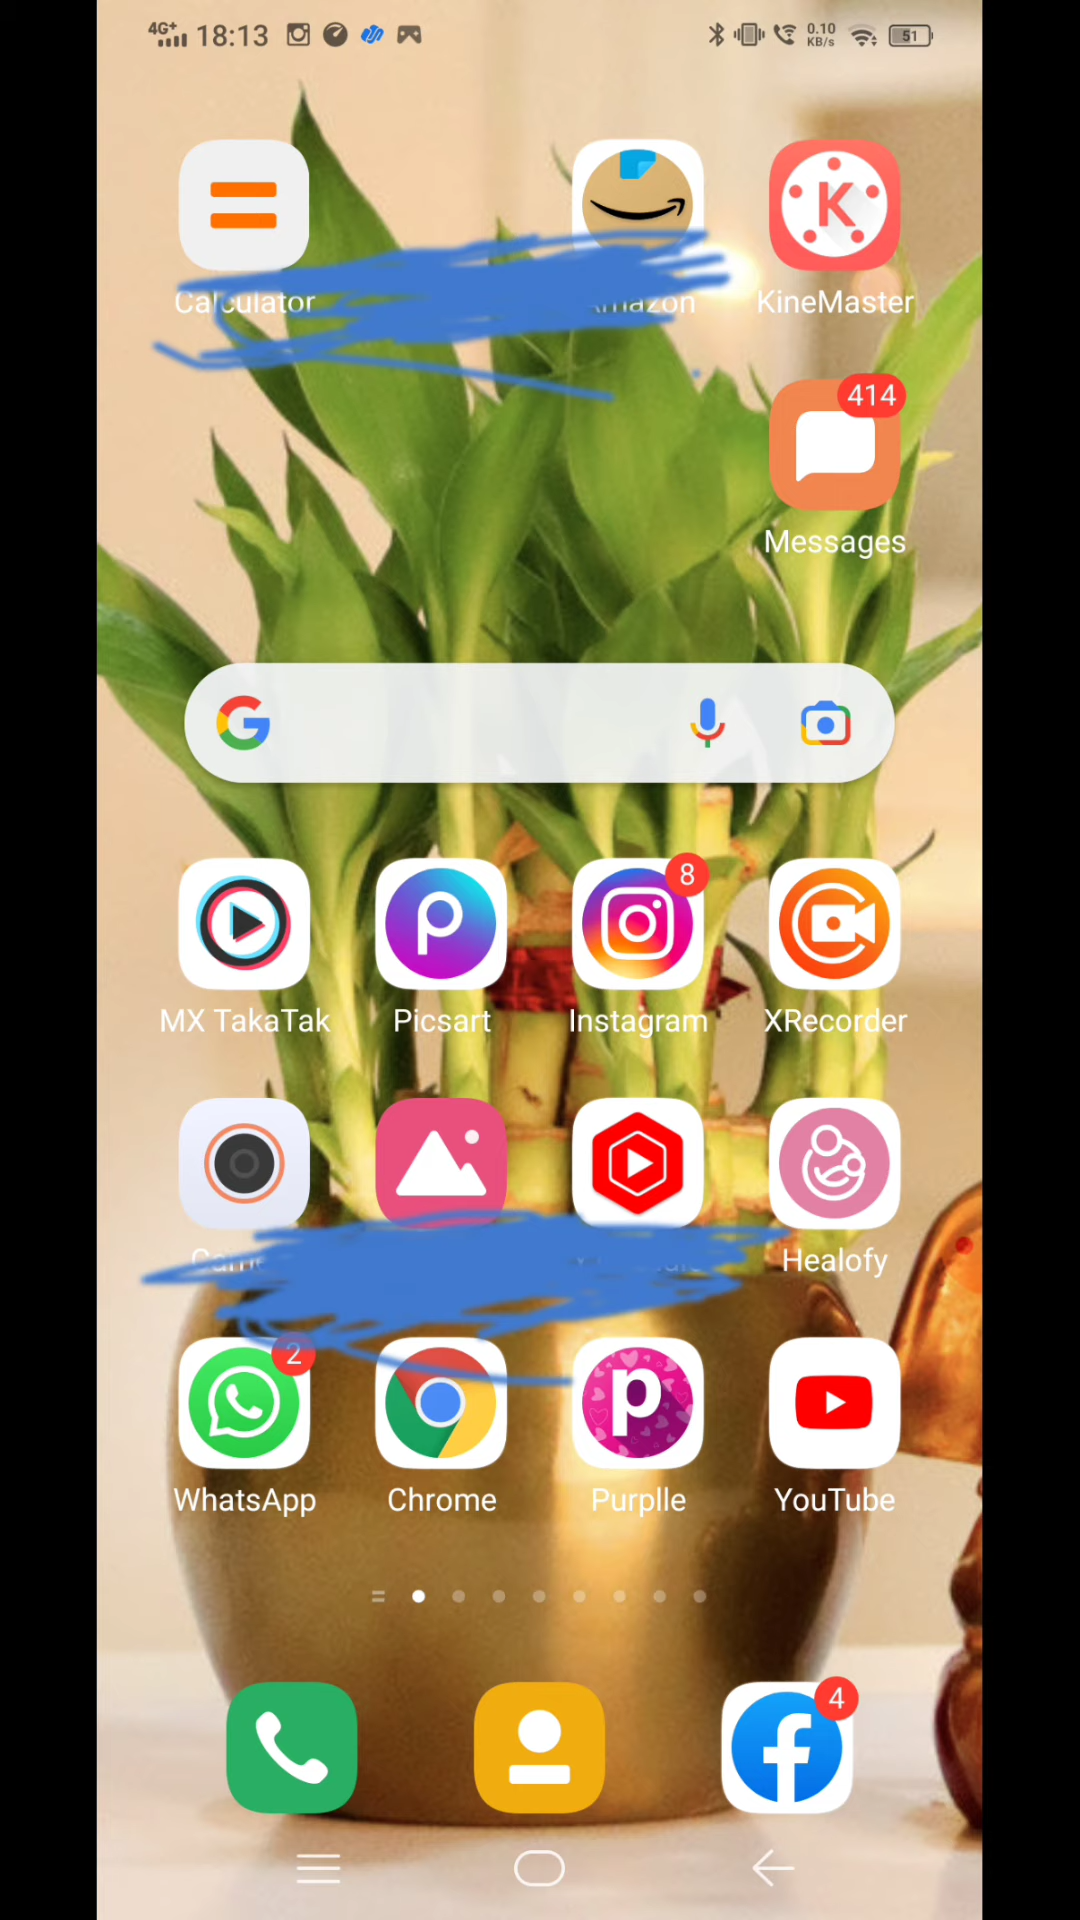 4G+ 18:13 0.10 KB/s 51
Calculator Amazon KineMaster
414
Messages
8
MX TakaTak Picsart Instagram XRecorder
Healofy
2
WhatsApp Chrome Purplle YouTube
4